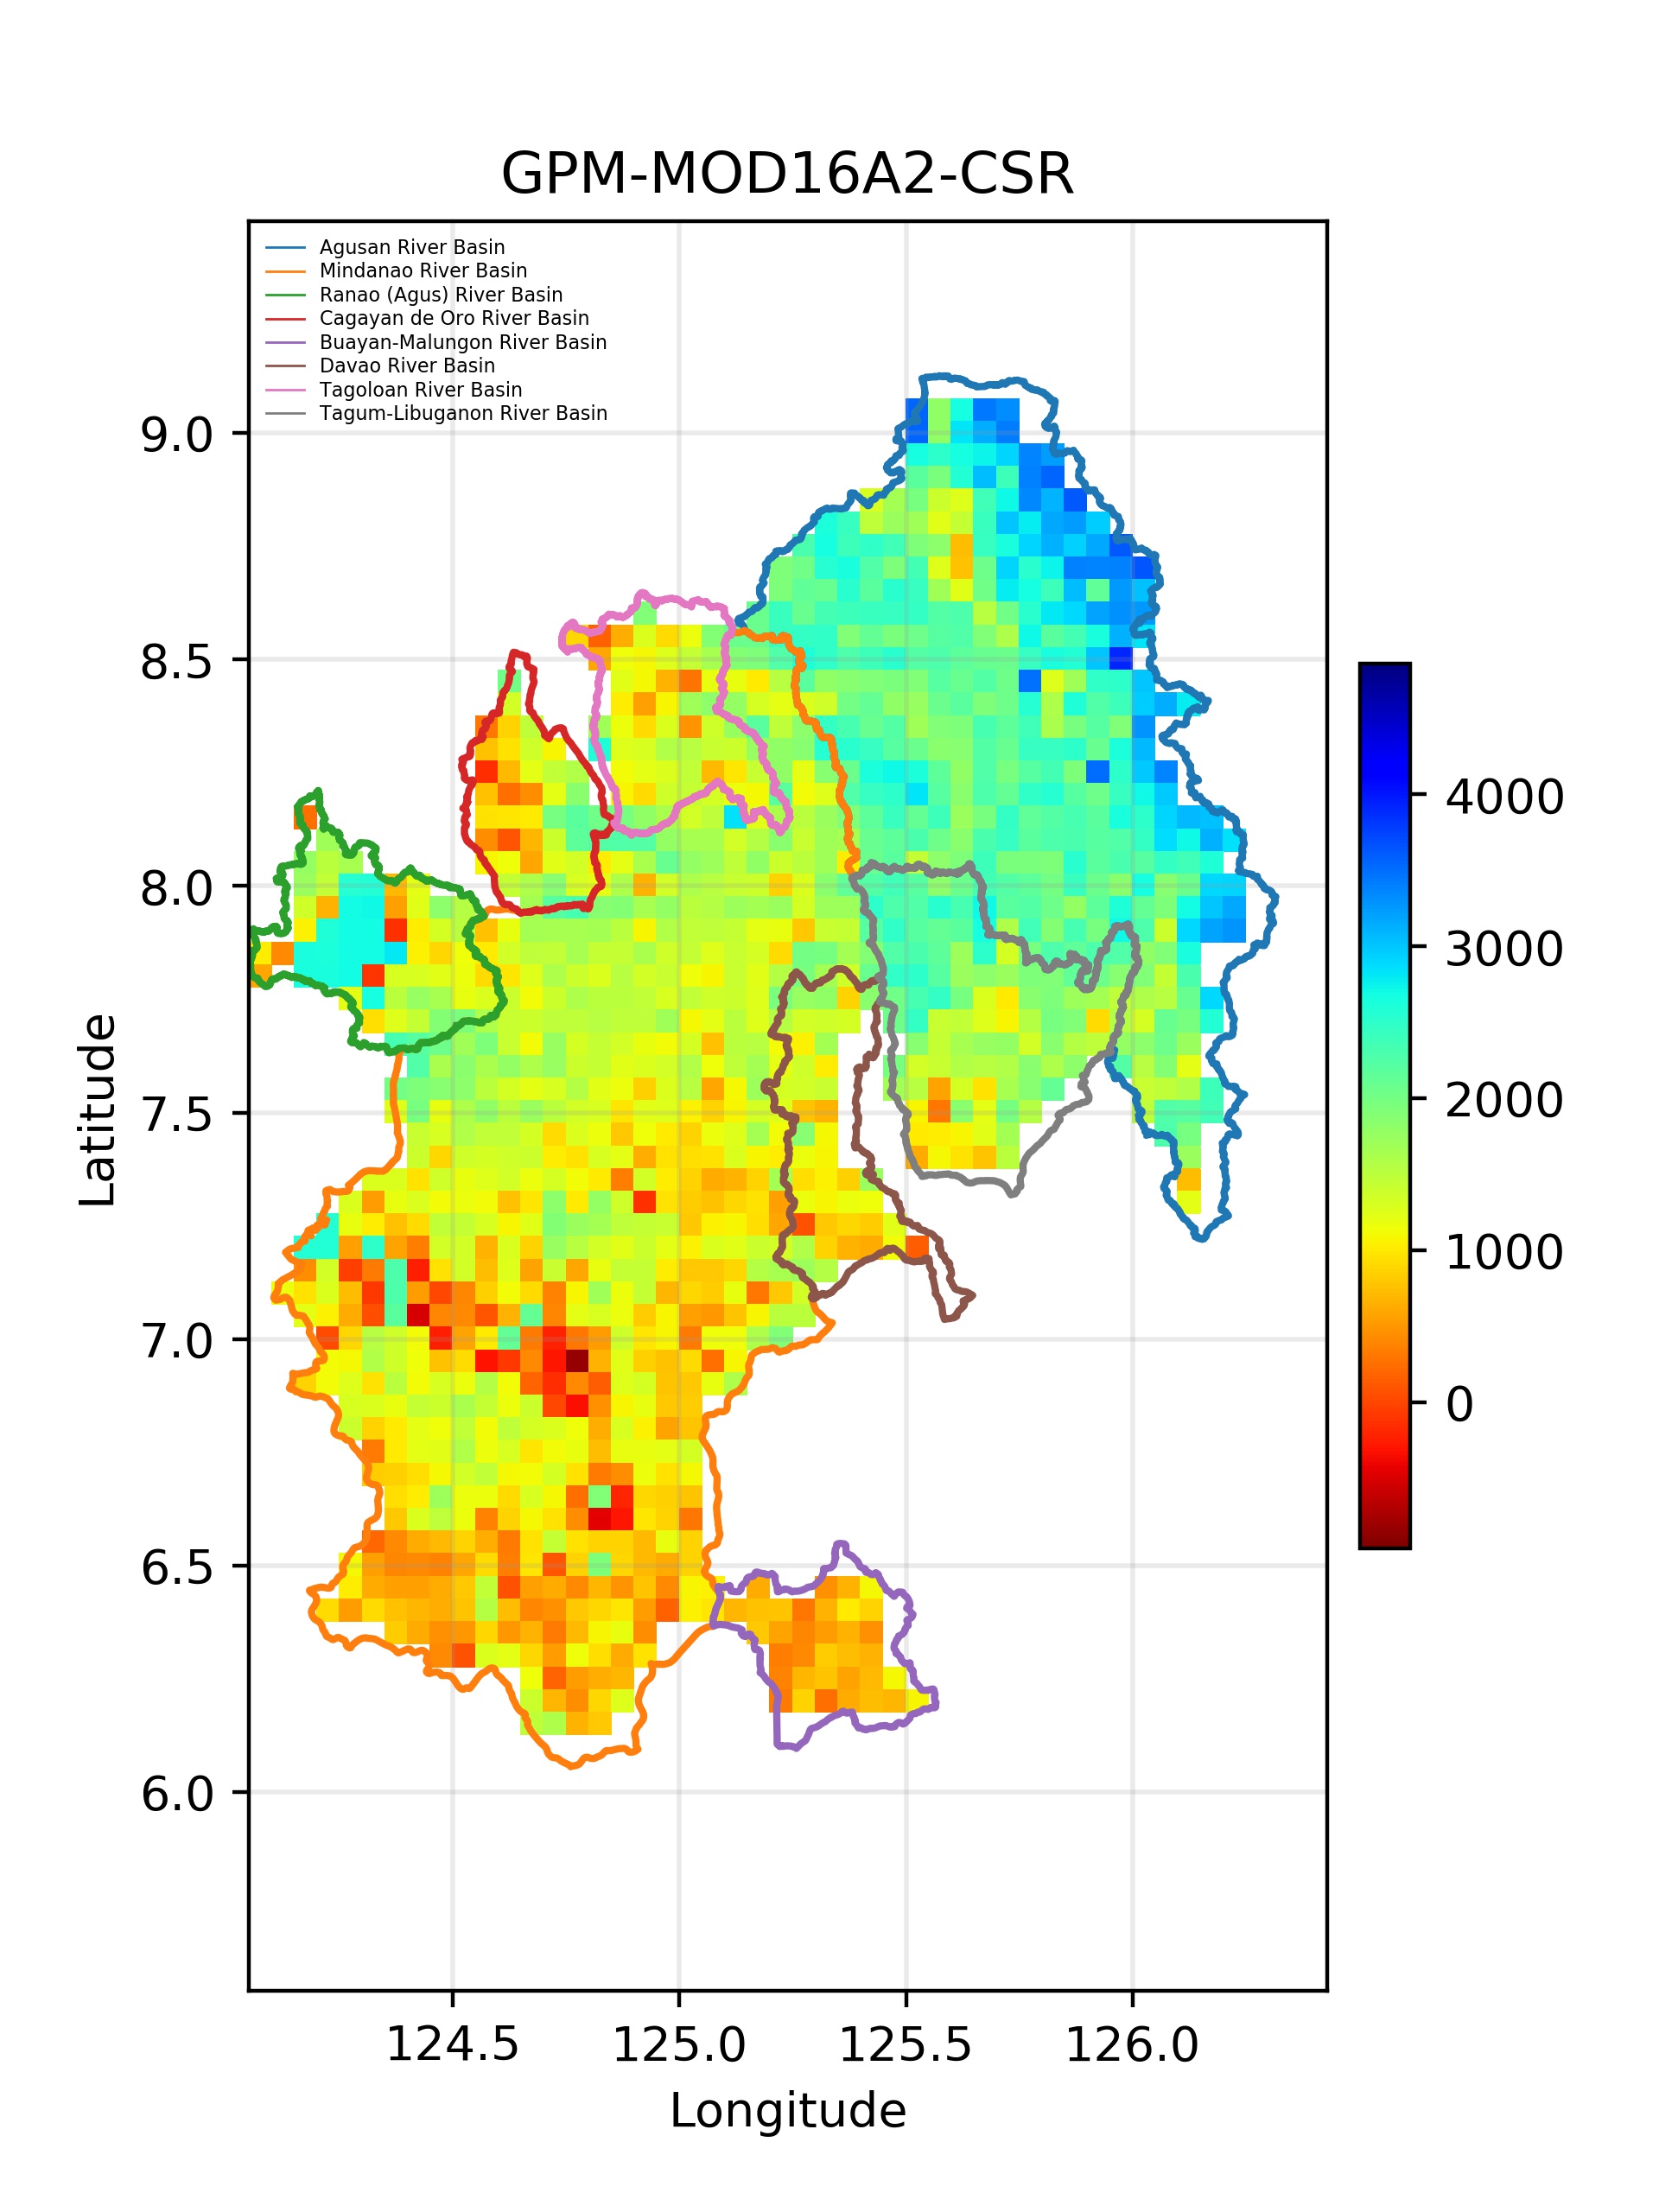 GPM-MOD16A2-CSR
Agusan River Basin
Mindanao River Basin
Ranao (Agus) River Basin
Cagayan de Oro River Basin
Buayan-Malungon River Basin
Davao River Basin
Tagoloan River Basin
Tagum-Libuganon River Basin
9.0
8.5
8.0
7.5
7.0
6.5
6.0
Latitude
4000
3000
2000
1000
0
124.5 125.0 125.5 126.0
Longitude